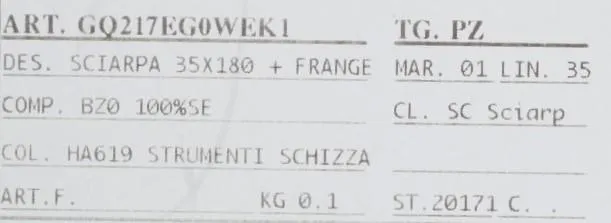 ART. GQ217EG0WEK1 TG. PZ
DES. SCIARPA 35X180 + FRANGE MAR. 01 LIN. 35
COMP. BZ0 100%SE CL. SC Sciarp
COL. HA619 STRUMENTI SCHIZZA
ART.F. KG 0.1 ST.20171 C. .